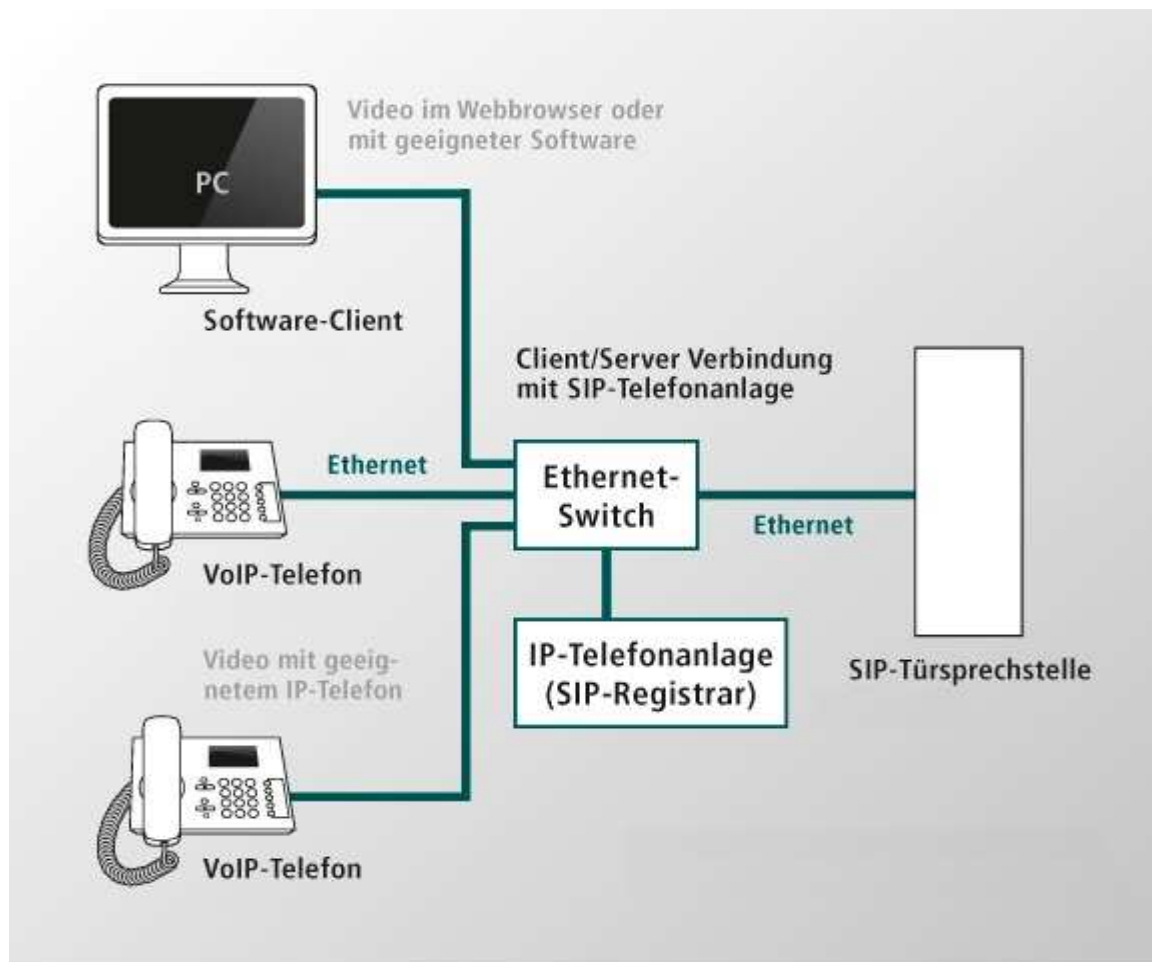 Video im Webbrowser oder
mit geeigneter Software
PC
Software-Client
Client/Server Verbindung
mit SIP-Telefonanlage
Ethernet
Ethernet-
Switch
Ethernet
VoIP-Telefon
IP-Telefonanlage
(SIP-Registrar)
SIP-Türsprechstelle
Video mit geeig-
netem IP-Telefon
VoIP-Telefon